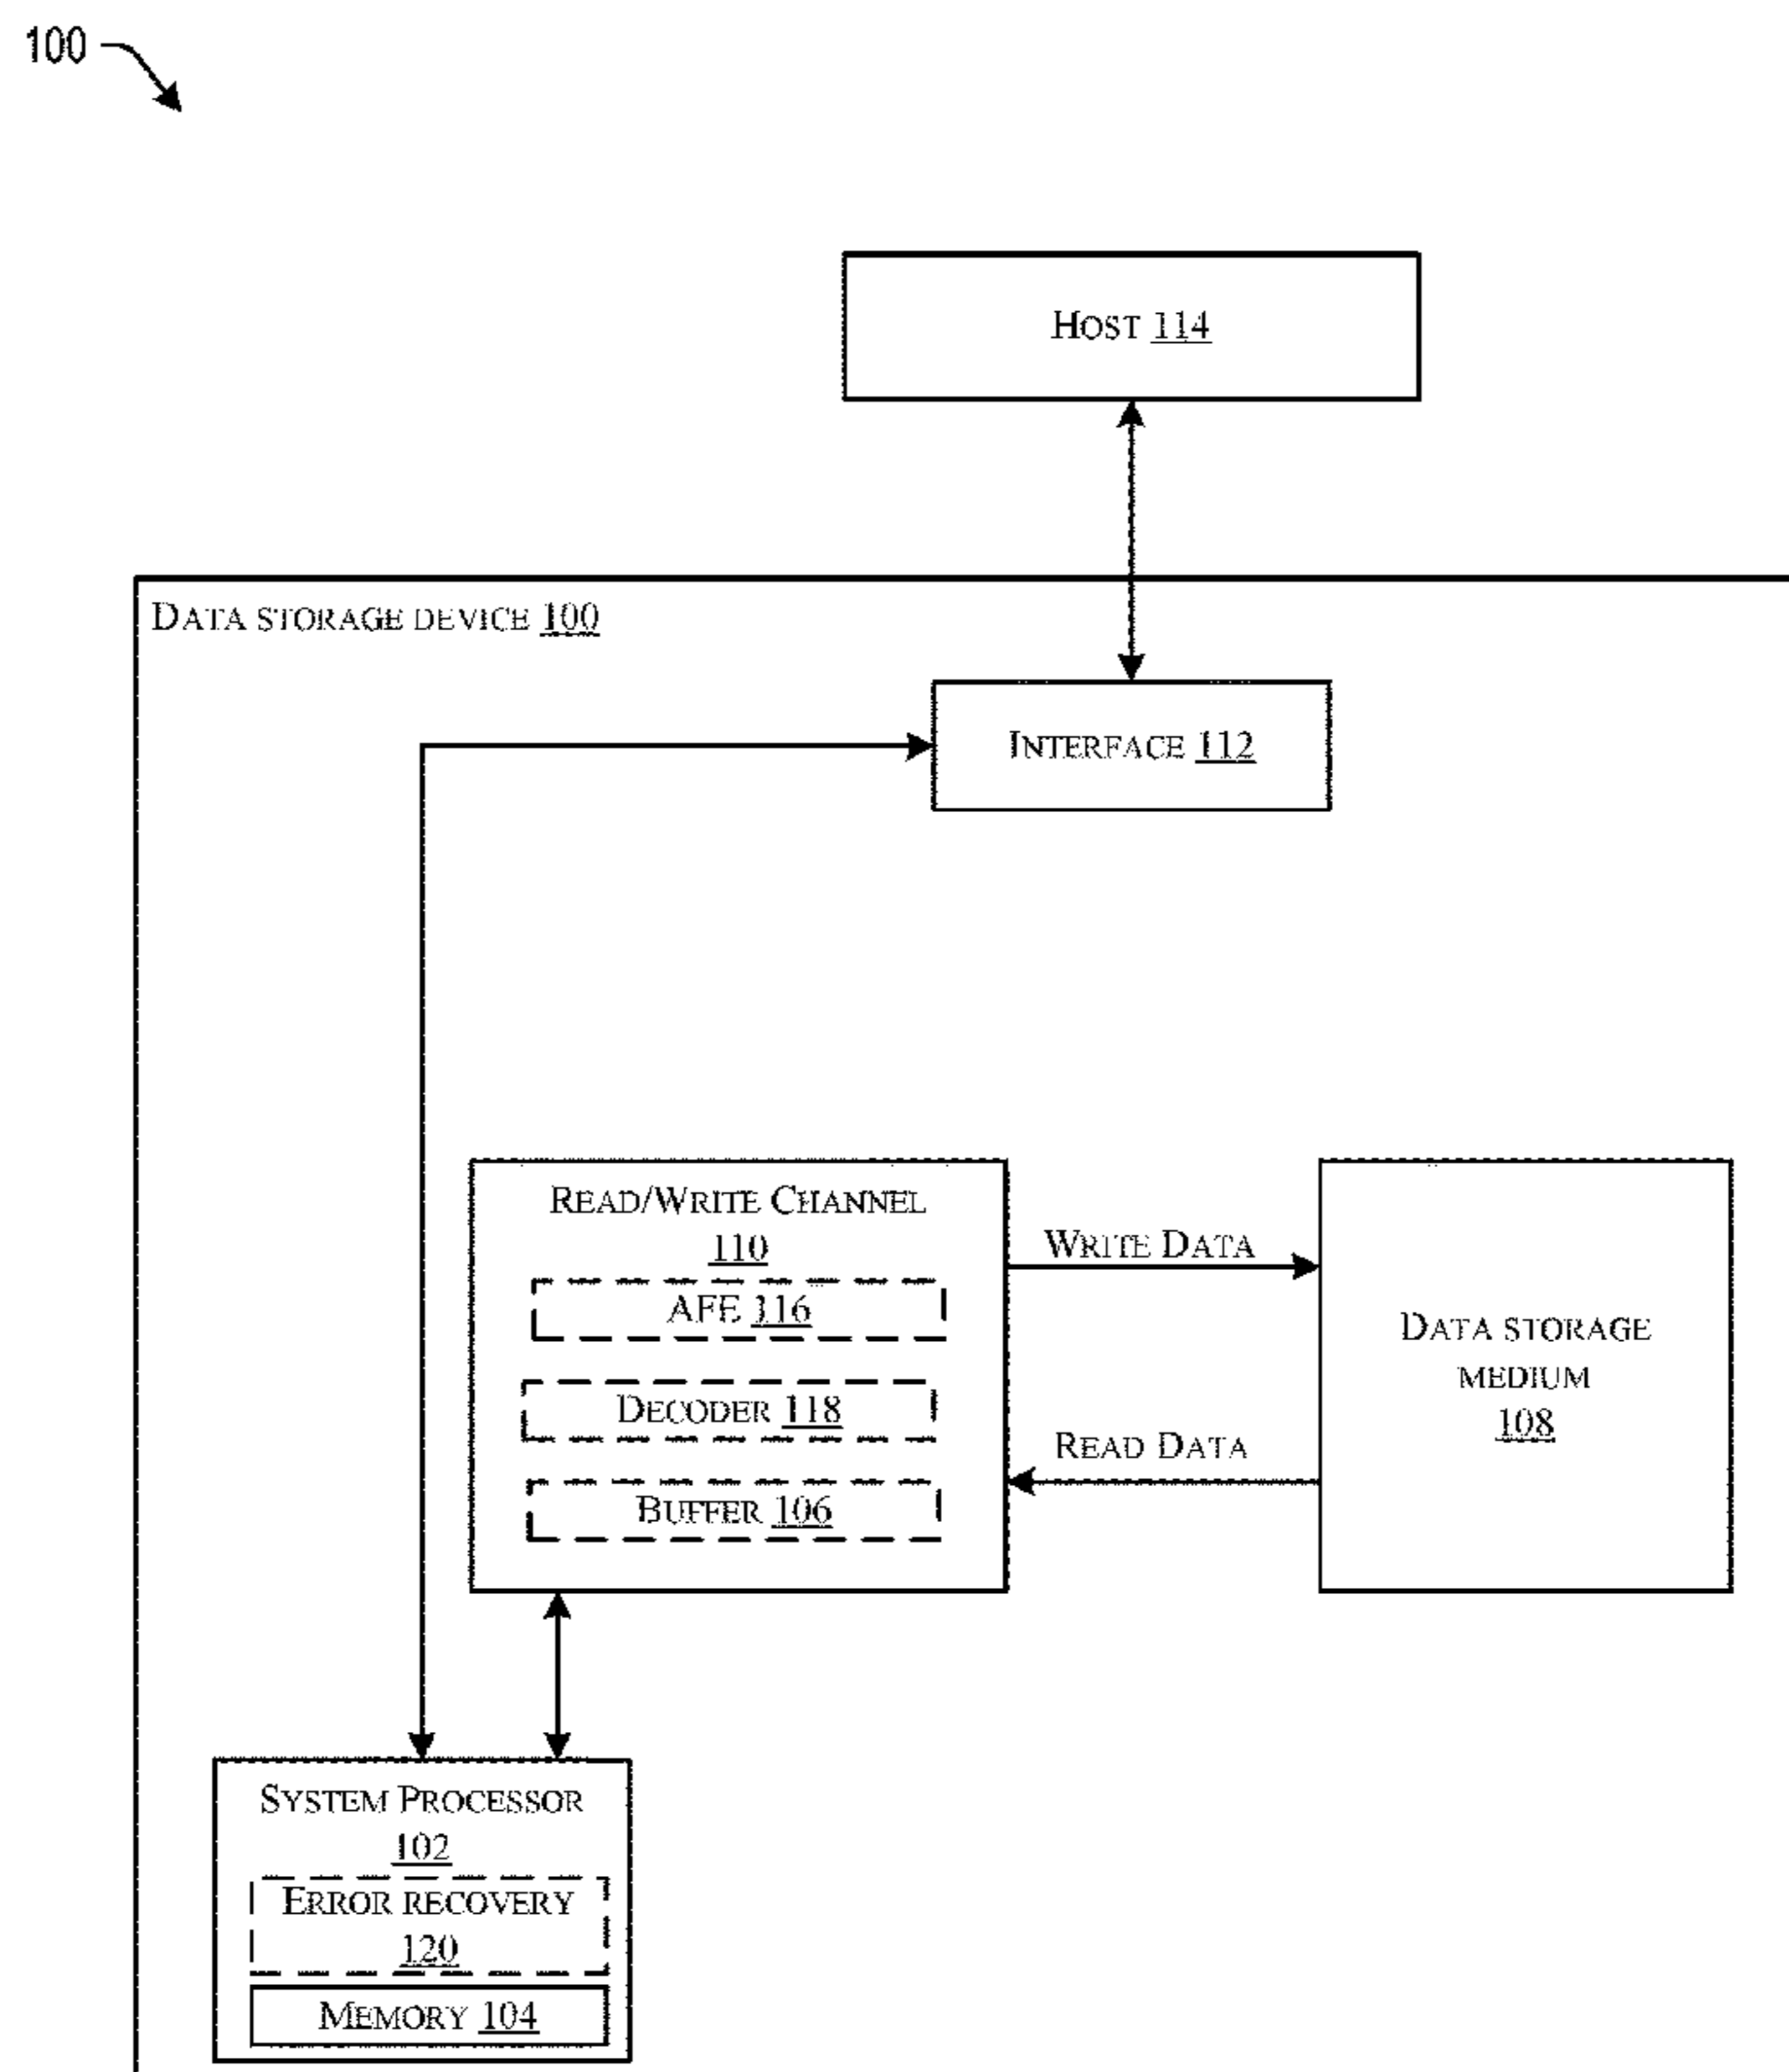 100
HOST 114
DATA STORAGE DEVICE 100
INTERFACE 112
READ/WRITE CHANNEL
110
AFE 116
DECODER 118
BUFFER 106
WRITE DATA
READ DATA
DATA STORAGE
MEDIUM
108
SYSTEM PROCESSOR
102
ERROR RECOVERY
120
MEMORY 104